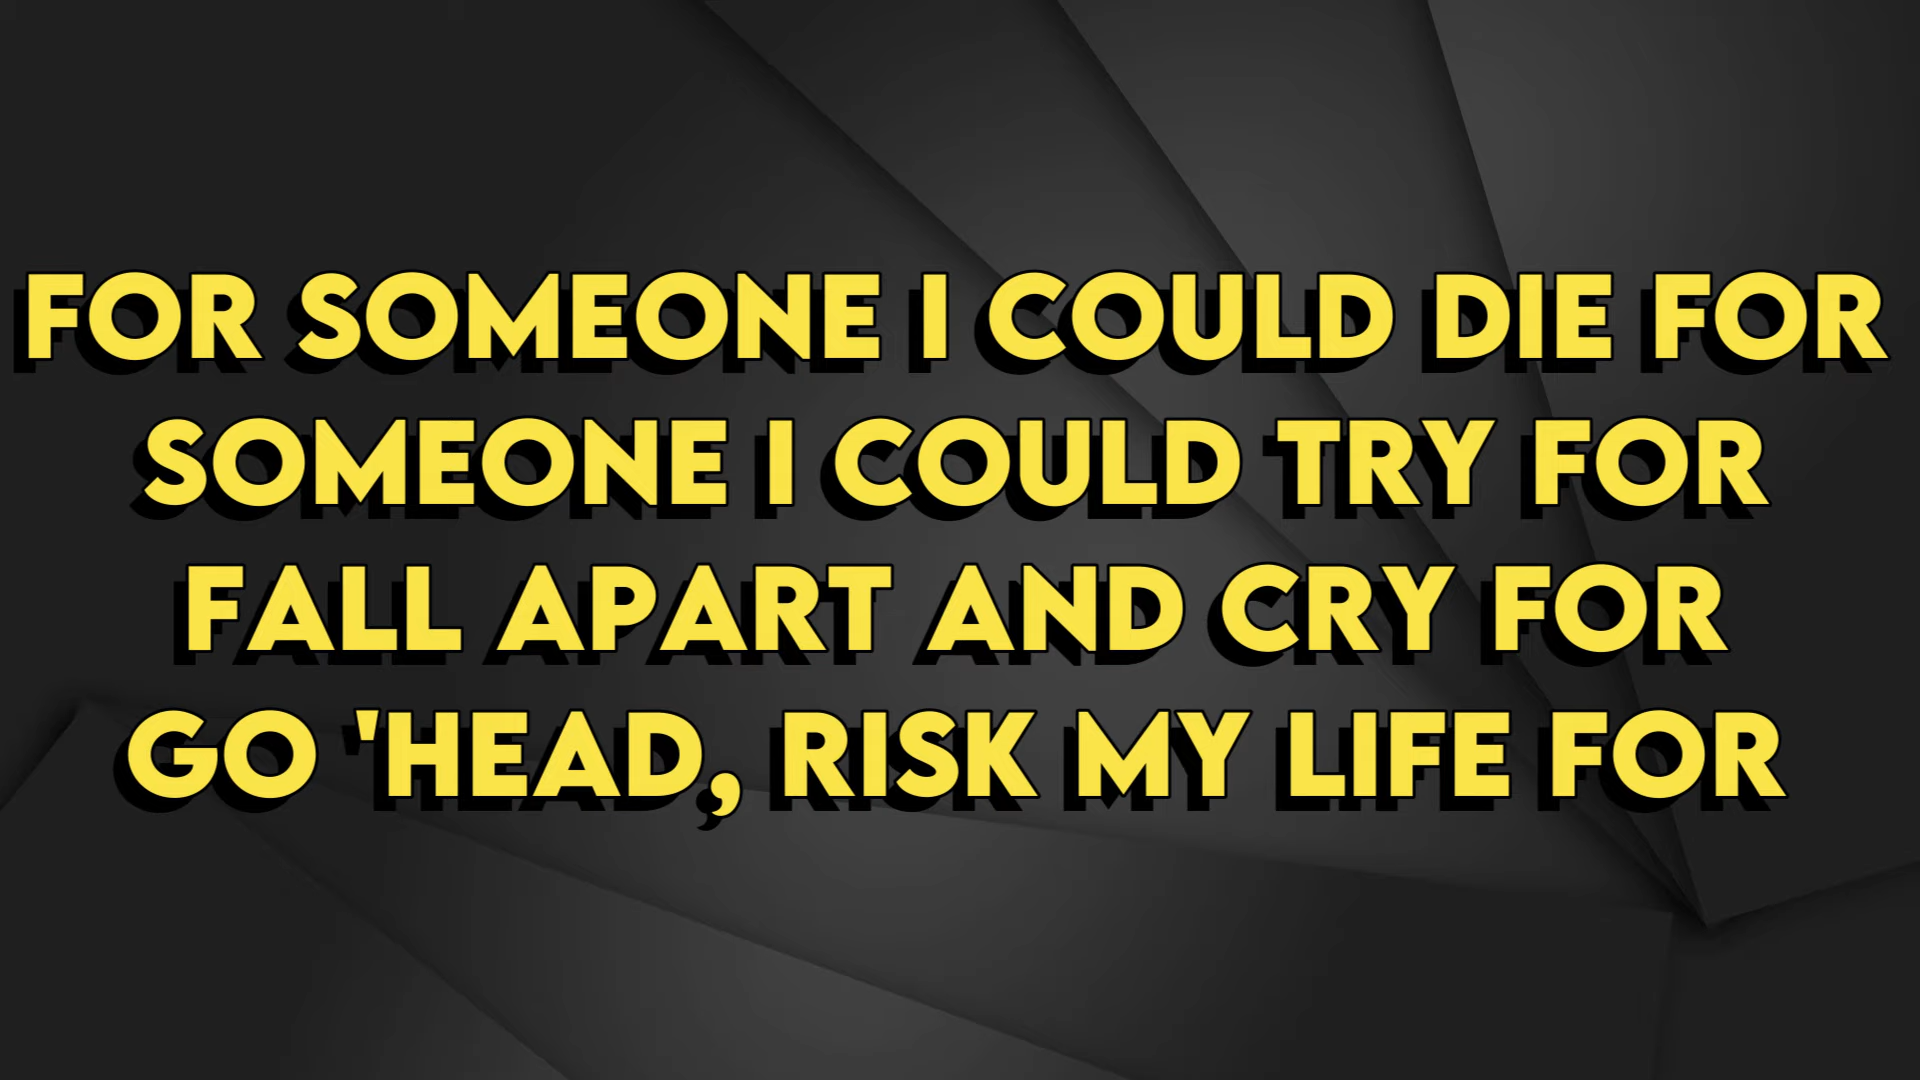 FOR SOMEONE I COULD DIE FOR
SOMEONE I COULD TRY FOR
FALL APART AND CRY FOR
GO 'HEAD, RISK MY LIFE FOR